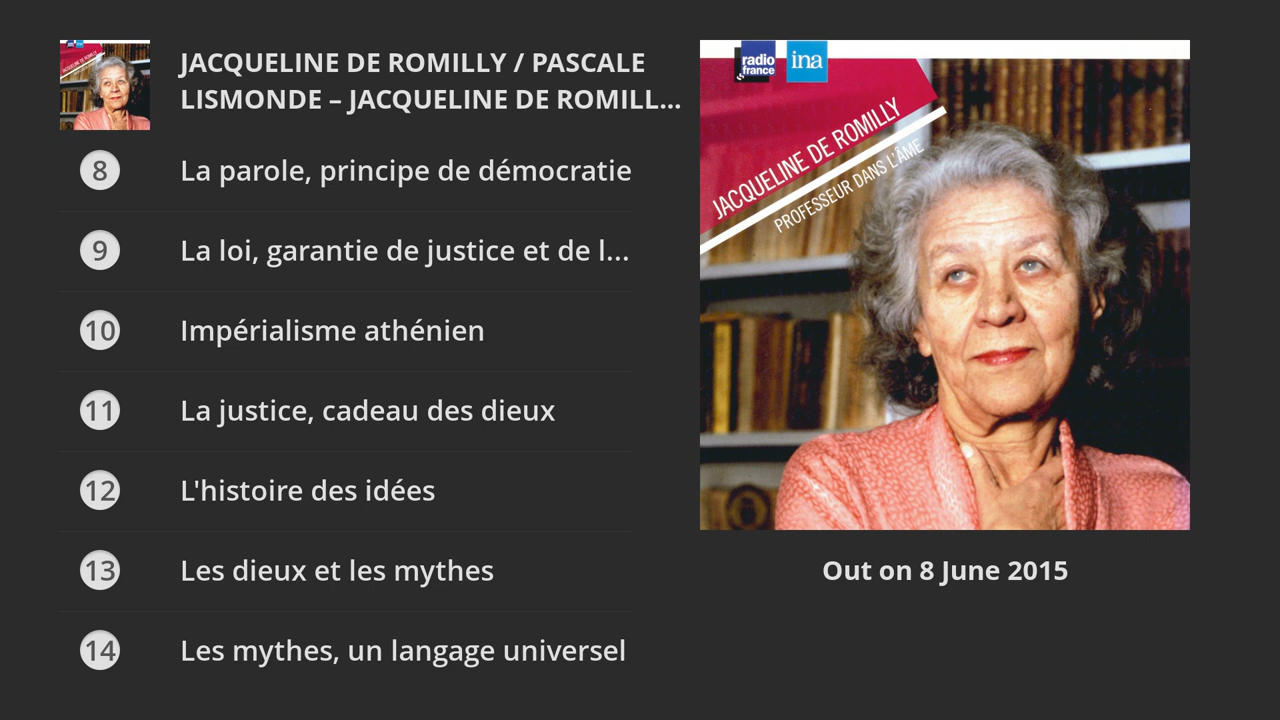 JACQUELINE DE ROMILLY / PASCALE
LISMONDE – JACQUELINE DE ROMILL...
8 La parole, principe de démocratie
9 La loi, garantie de justice et de l...
10 Impérialisme athénien
11 La justice, cadeau des dieux
12 L'histoire des idées
13 Les dieux et les mythes
14 Les mythes, un langage universel
radio
france
ina
JACQUELINE DE ROMILLY
PROFESSEUR DANS L'ÂME
Out on 8 June 2015